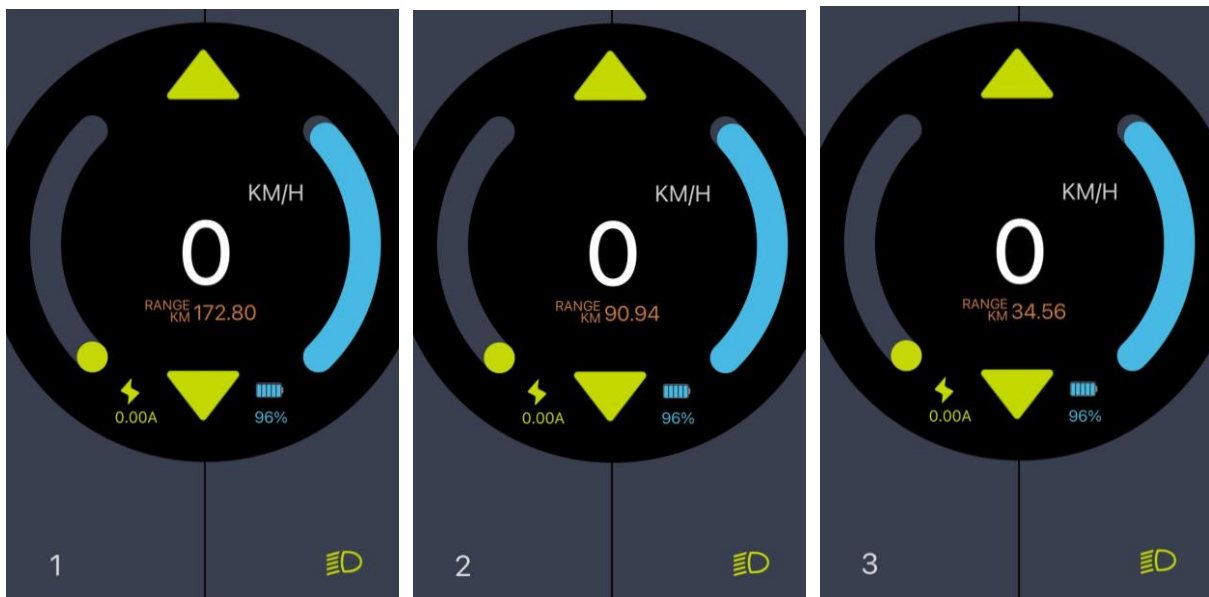 KM/H
0
RANGE
KM 172.80
0.00A
96%
1
KM/H
0
RANGE
KM 90.94
0.00A
96%
2
KM/H
0
RANGE
KM 34.56
0.00A
96%
3